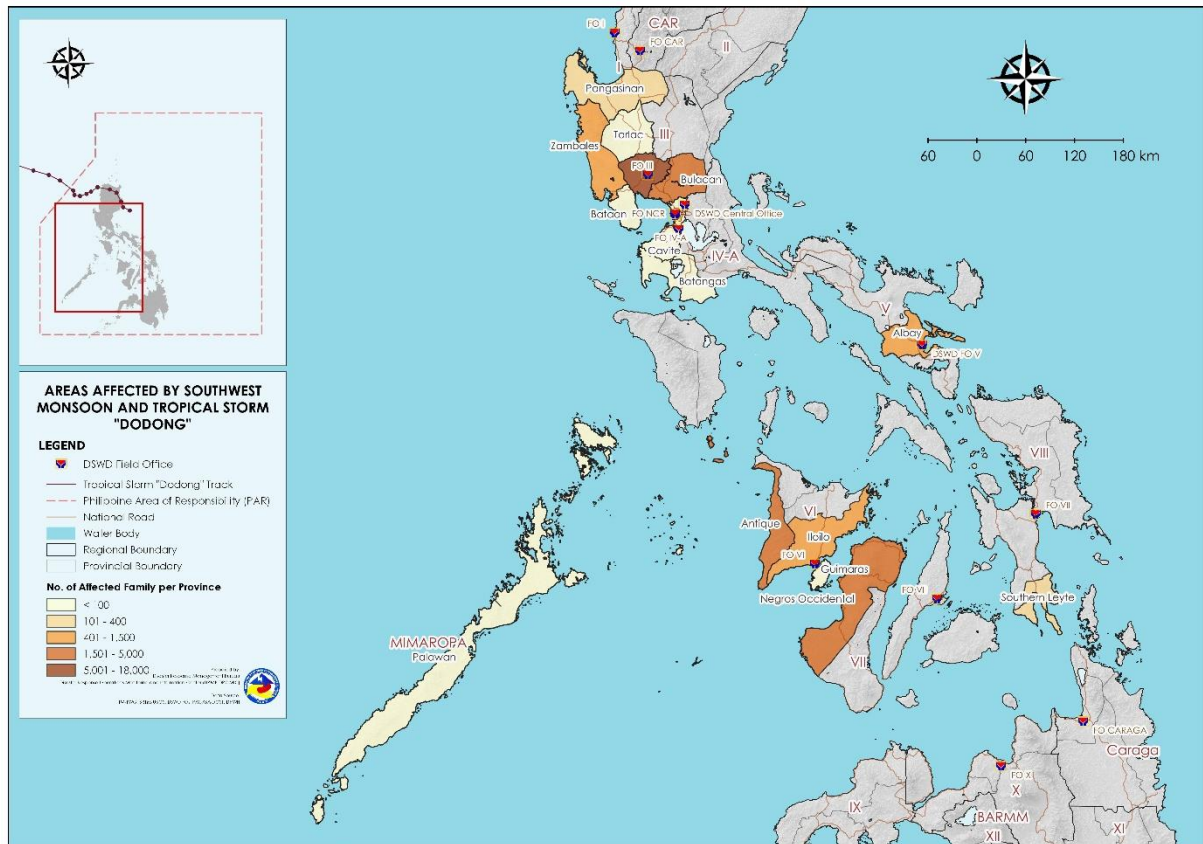 AREAS AFFECTED BY SOUTHWEST
MONSOON AND TROPICAL STORM
"DODONG"
LEGEND
DSWD Field Office
Tropical Storm "Dodong" Track
Philippine Area of Responsibility (PAR)
National Road
Water Body
Regional Boundary
Provincial Boundary
No. of Affected Family per Province
101 - 400
401 - 1,500
1,501 - 5,000
5,001 - 18,000
60 0 60 120 180 km
FO I
CAR
FO CAR
II
I
Pangasinan
Tarlac
III
Zambales
FO III
Bulacan
Bataan
FO NCR
DSWD Central Office
FO IV-A
Cavite
IV-A
Batangas
V
Albay
DSWD FO V
VIII
VI
Antique
Iloilo
FO VI
Guimaras
Negros Occidental
FO VII
FO VII
Southern Leyte
VII
MIMAROPA
Palawan
FO CARAGA
Caraga
FO X
X
IX
BARMM
XII
XI